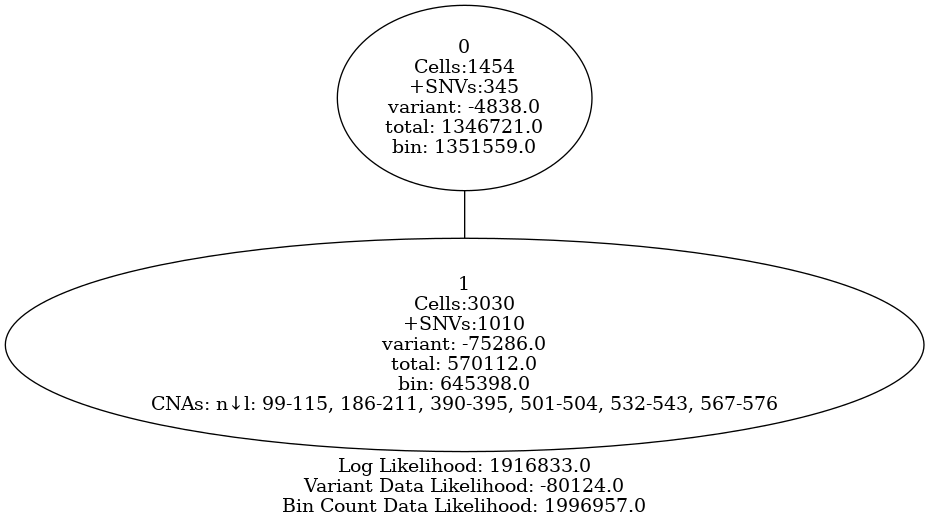 0
Cells:1454
+SNVs:345
variant: -4838.0
total: 1346721.0
bin: 1351559.0
1
Cells:3030
+SNVs:1010
variant: -75286.0
total: 570112.0
bin: 645398.0
CNAs: n↓l: 99-115, 186-211, 390-395, 501-504, 532-543, 567-576
Log Likelihood: 1916833.0
Variant Data Likelihood: -80124.0
Bin Count Data Likelihood: 1996957.0